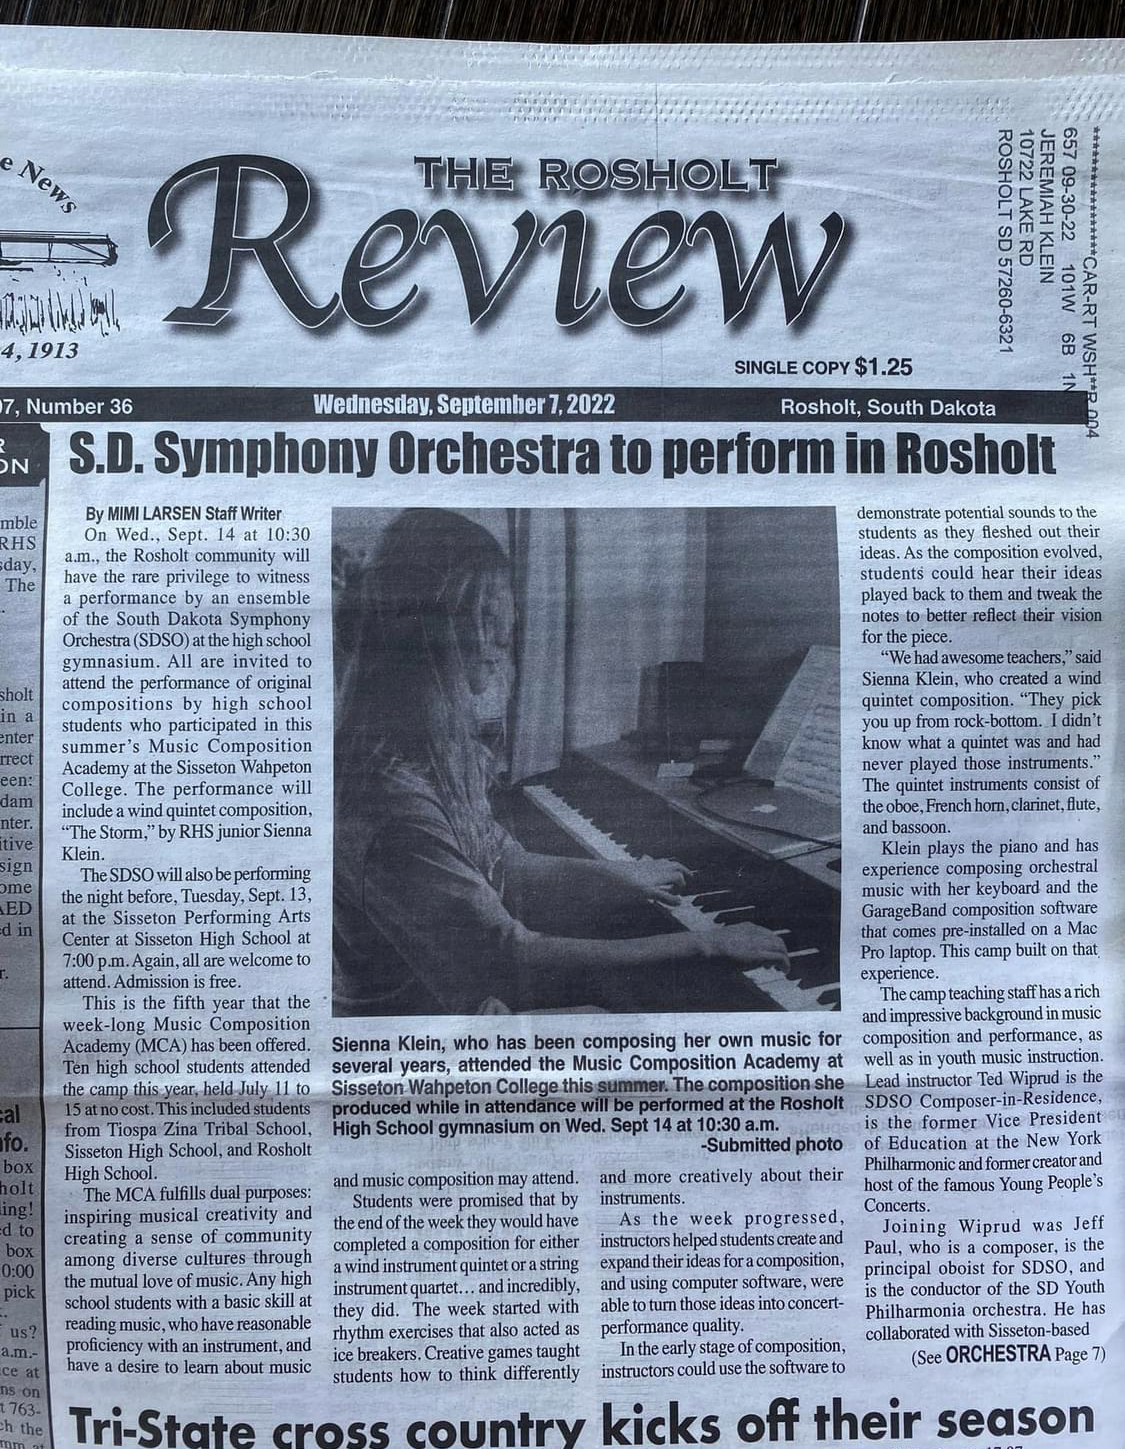 e News
4, 1913
THE ROSHOLT
Review
SINGLE COPY $1.25
CAR-RT WSH**R 004
657 09-30-22 101W 6B 1N
JEREMIAH KLEIN
10722 LAKE RD
ROSHOLT SD 57260-6321
07, Number 36
Wednesday, September 7, 2022
Rosholt, South Dakota
R
ON
mble
RHS
sday,
The
sholt
in a
enter
rrect
een:
dam
nter.
itive
sign
ome
AED
d in
r.
cal
nfo.
box
holt
ing!
ed to
box
0:00
pick
us?
a.m.-
ce at
ns on
t 763-
ch the
S.D. Symphony Orchestra to perform in Rosholt
By MIMI LARSEN Staff Writer
On Wed., Sept. 14 at 10:30
a.m., the Rosholt community will
have the rare privilege to witness
a performance by an ensemble
of the South Dakota Symphony
Orchestra (SDSO) at the high school
gymnasium. All are invited to
attend the performance of original
compositions by high school
students who participated in this
summer's Music Composition
Academy at the Sisseton Wahpeton
College. The performance will
include a wind quintet composition,
“The Storm,” by RHS junior Sienna
Klein.
The SDSO will also be performing
the night before, Tuesday, Sept. 13,
at the Sisseton Performing Arts
Center at Sisseton High School at
7:00 p.m. Again, all are welcome to
attend. Admission is free.
This is the fifth year that the
week-long Music Composition
Academy (MCA) has been offered.
Ten high school students attended
the camp this year, held July 11 to
15 at no cost. This included students
from Tiospa Zina Tribal School,
Sisseton High School, and Rosholt
High School.
The MCA fulfills dual purposes:
inspiring musical creativity and
creating a sense of community
among diverse cultures through
the mutual love of music. Any high
school students with a basic skill at
reading music, who have reasonable
proficiency with an instrument, and
have a desire to learn about music
Sienna Klein, who has been composing her own music for
several years, attended the Music Composition Academy at
Sisseton Wahpeton College this summer. The composition she
produced while in attendance will be performed at the Rosholt
High School gymnasium on Wed. Sept 14 at 10:30 a.m.
-Submitted photo
and music composition may attend.
Students were promised that by
the end of the week they would have
completed a composition for either
a wind instrument quintet or a string
instrument quartet… and incredibly,
they did. The week started with
rhythm exercises that also acted as
ice breakers. Creative games taught
students how to think differently
and more creatively about their
instruments.
As the week progressed,
instructors helped students create and
expand their ideas for a composition,
and using computer software, were
able to turn those ideas into concert-
performance quality.
In the early stage of composition,
instructors could use the software to
demonstrate potential sounds to the
students as they fleshed out their
ideas. As the composition evolved,
students could hear their ideas
played back to them and tweak the
notes to better reflect their vision
for the piece.
“We had awesome teachers,” said
Sienna Klein, who created a wind
quintet composition. “They pick
you up from rock-bottom. I didn't
know what a quintet was and had
never played those instruments.”
The quintet instruments consist of
the oboe, French horn, clarinet, flute,
and bassoon.
Klein plays the piano and has
experience composing orchestral
music with her keyboard and the
GarageBand composition software
that comes pre-installed on a Mac
Pro laptop. This camp built on that
experience.
The camp teaching staff has a rich
and impressive background in music
composition and performance, as
well as in youth music instruction.
Lead instructor Ted Wiprud is the
SDSO Composer-in-Residence,
is the former Vice President
of Education at the New York
Philharmonic and former creator and
host of the famous Young People's
Concerts.
Joining Wiprud was Jeff
Paul, who is a composer, is the
principal oboist for SDSO, and
is the conductor of the SD Youth
Philharmonia orchestra. He has
collaborated with Sisseton-based
(See ORCHESTRA Page 7)
Tri-State cross country kicks off their season